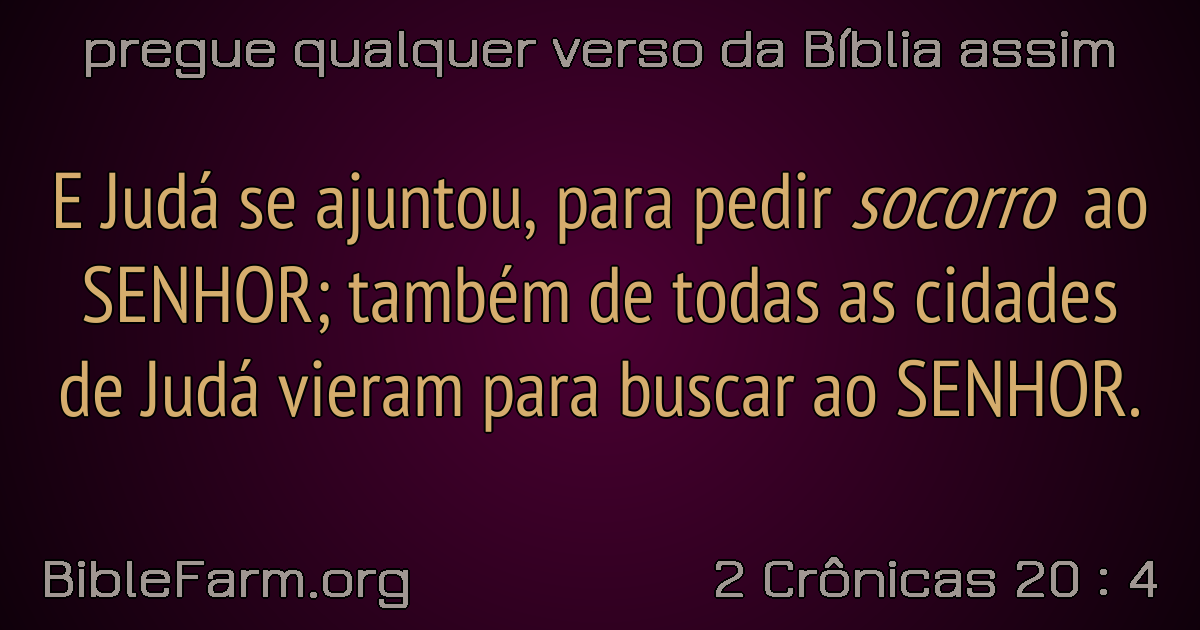 pregue qualquer verso da Bíblia assim
E Judá se ajuntou, para pedir socorro ao
SENHOR; também de todas as cidades
de Judá vieram para buscar ao SENHOR.
BibleFarm.org
2 Crônicas 20 : 4